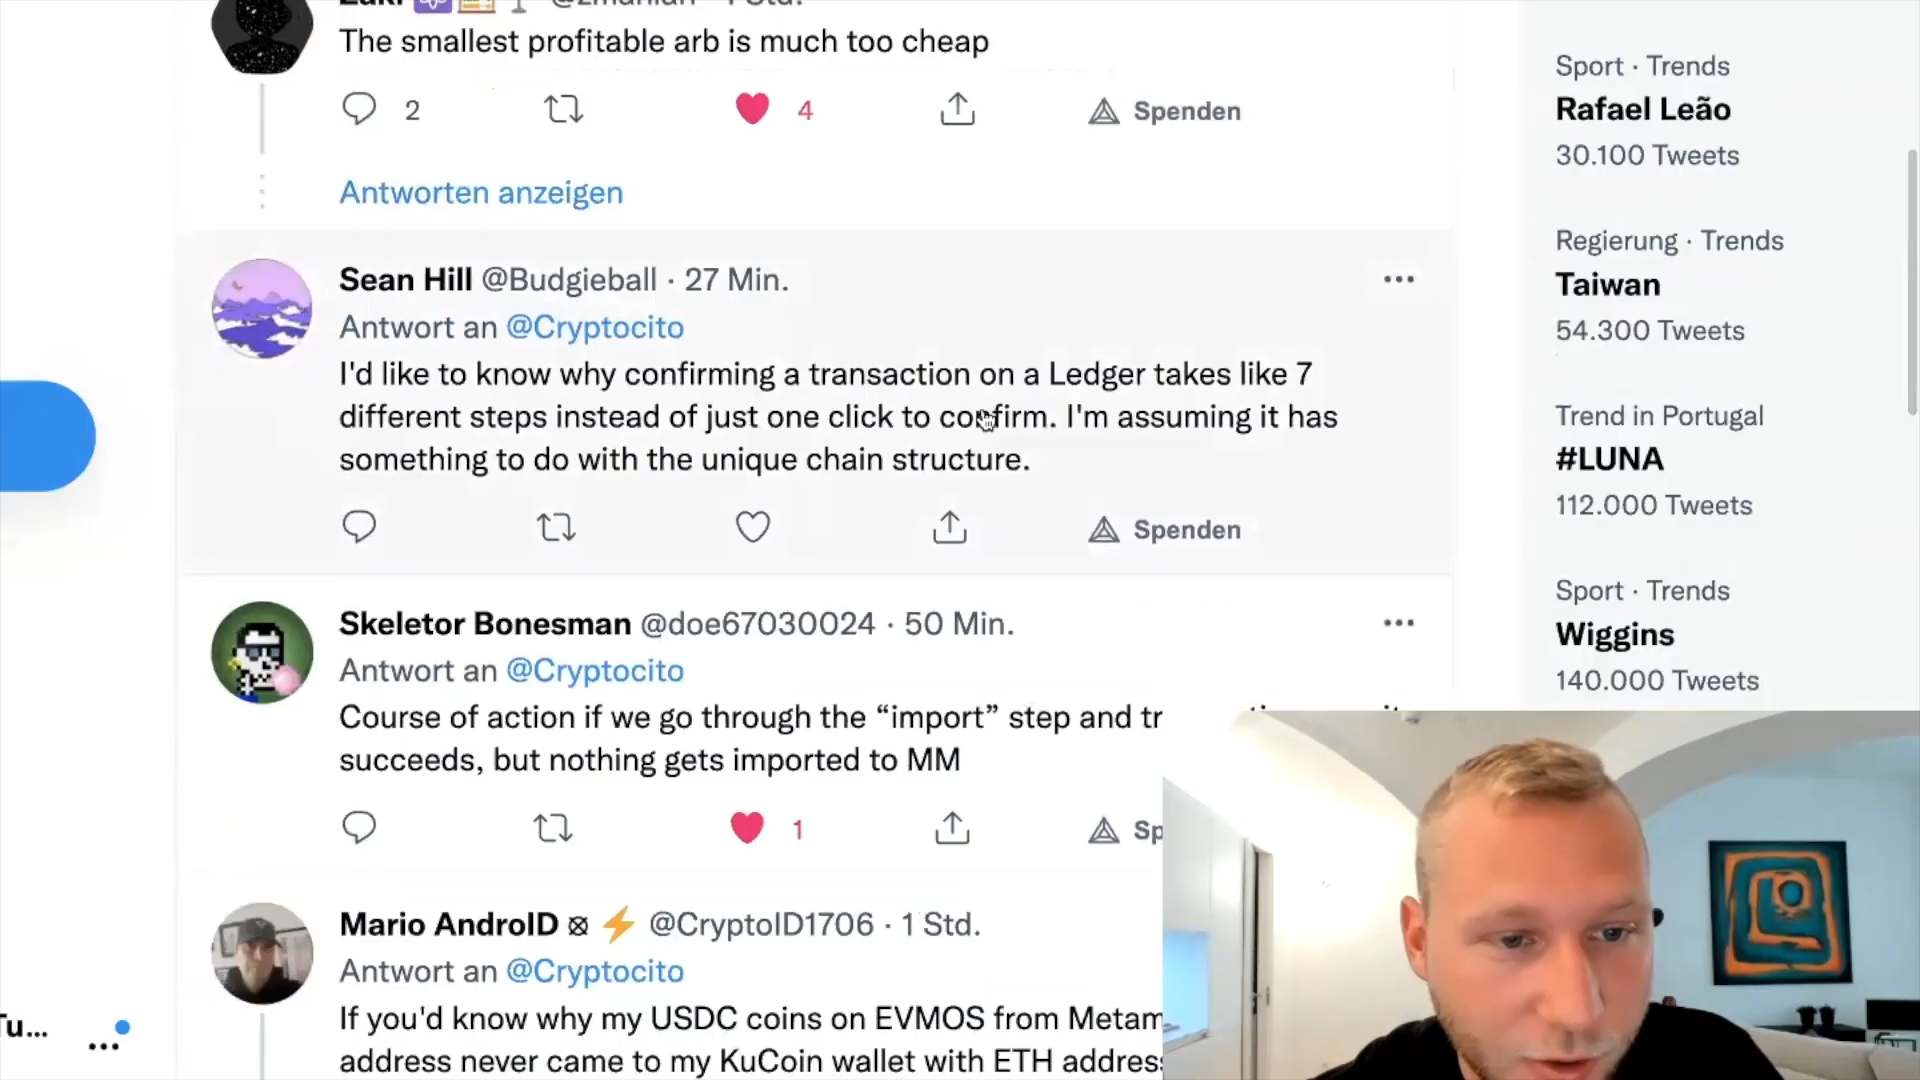 The smallest profitable arb is much too cheap
2
4
Spenden
Antworten anzeigen
Sean Hill @Budgieball · 27 Min.
Antwort an @Cryptocito
I'd like to know why confirming a transaction on a Ledger takes like 7
different steps instead of just one click to confirm. I'm assuming it has
something to do with the unique chain structure.
Spenden
Skeletor Bonesman @doe67030024 · 50 Min.
Antwort an @Cryptocito
Course of action if we go through the “import” step and tr
succeeds, but nothing gets imported to MM
1
Sp
Mario AndroID ⚡ @CryptoID1706 · 1 Std.
Antwort an @Cryptocito
If you'd know why my USDC coins on EVMOS from Metam
address never came to my KuCoin wallet with ETH address
Tu...
Sport · Trends
Rafael Leão
30.100 Tweets
Regierung · Trends
Taiwan
54.300 Tweets
Trend in Portugal
#LUNA
112.000 Tweets
Sport · Trends
Wiggins
140.000 Tweets